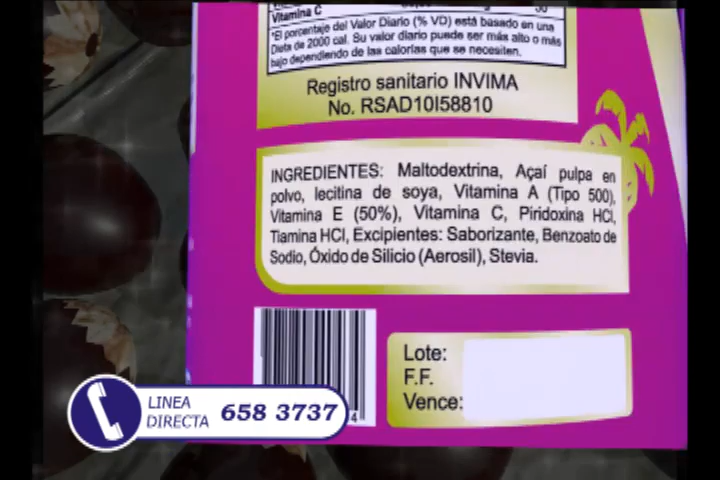 Vitamina C
*El porcentaje del Valor Diario (% VD) está basado en una
Dieta de 2000 cal. Su valor diario puede ser más alto o más
bajo dependiendo de las calorías que se necesiten.
Registro sanitario INVIMA
No. RSAD10I58810
INGREDIENTES: Maltodextrina, Açaí pulpa en
polvo, lecitina de soya, Vitamina A (Tipo 500),
Vitamina E (50%), Vitamina C, Piridoxina HCl,
Tiamina HCl, Excipientes: Saborizante, Benzoato de
Sodio, Óxido de Silicio (Aerosil), Stevia.
Lote:
F.F.
Vence:
4
LINEA
DIRECTA 658 3737